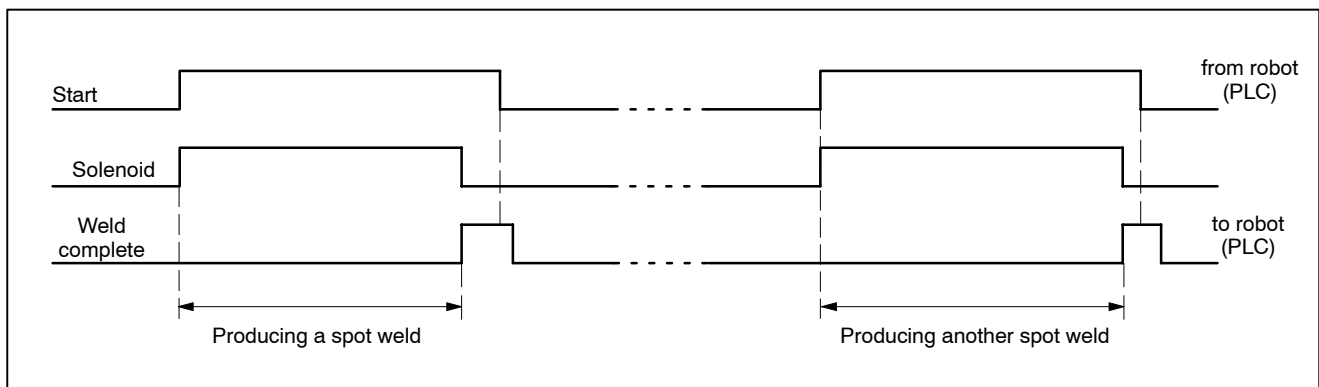 Start
from robot
(PLC)
Solenoid
Weld
complete
to robot
(PLC)
Producing a spot weld
Producing another spot weld